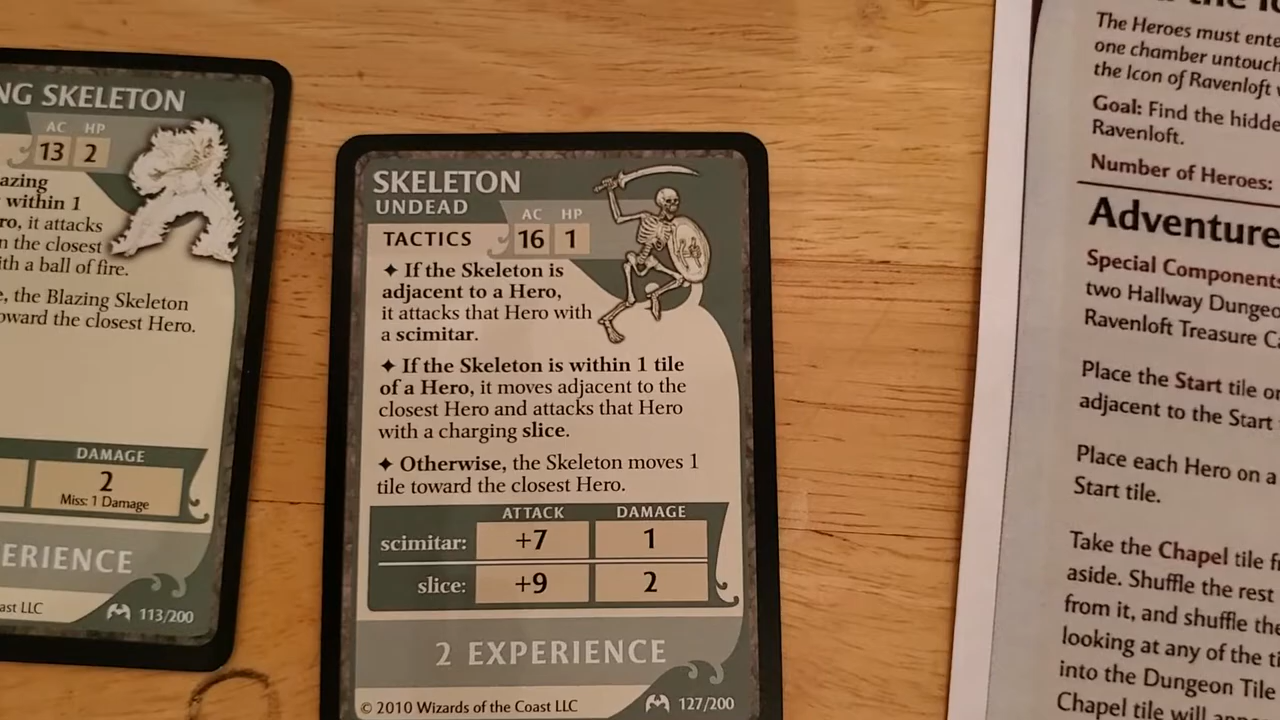 NG SKELETON
AC HP
13 2
azing
within 1
ro, it attacks
n the closest
ith a ball of fire.
e, the Blazing Skeleton
oward the closest Hero.
DAMAGE
2
Miss: 1 Damage
ERIENCE
oast LLC
113/200
SKELETON
UNDEAD
AC HP
TACTICS 16 1
✦ If the Skeleton is
adjacent to a Hero,
it attacks that Hero with
a scimitar.
✦ If the Skeleton is within 1 tile
of a Hero, it moves adjacent to the
closest Hero and attacks that Hero
with a charging slice.
✦ Otherwise, the Skeleton moves 1
tile toward the closest Hero.
ATTACK DAMAGE
scimitar: +7 1
slice: +9 2
2 EXPERIENCE
© 2010 Wizards of the Coast LLC 127/200
The Heroes must ente
one chamber untouch
the Icon of Ravenloft
Goal: Find the hidde
Ravenloft.
Number of Heroes:
Adventure
Special Components
two Hallway Dungeo
Ravenloft Treasure Ca
Place the Start tile o
adjacent to the Start
Place each Hero on a
Start tile.
Take the Chapel tile f
aside. Shuffle the rest
from it, and shuffle the
looking at any of the ti
into the Dungeon Tile
Chapel tile will appe